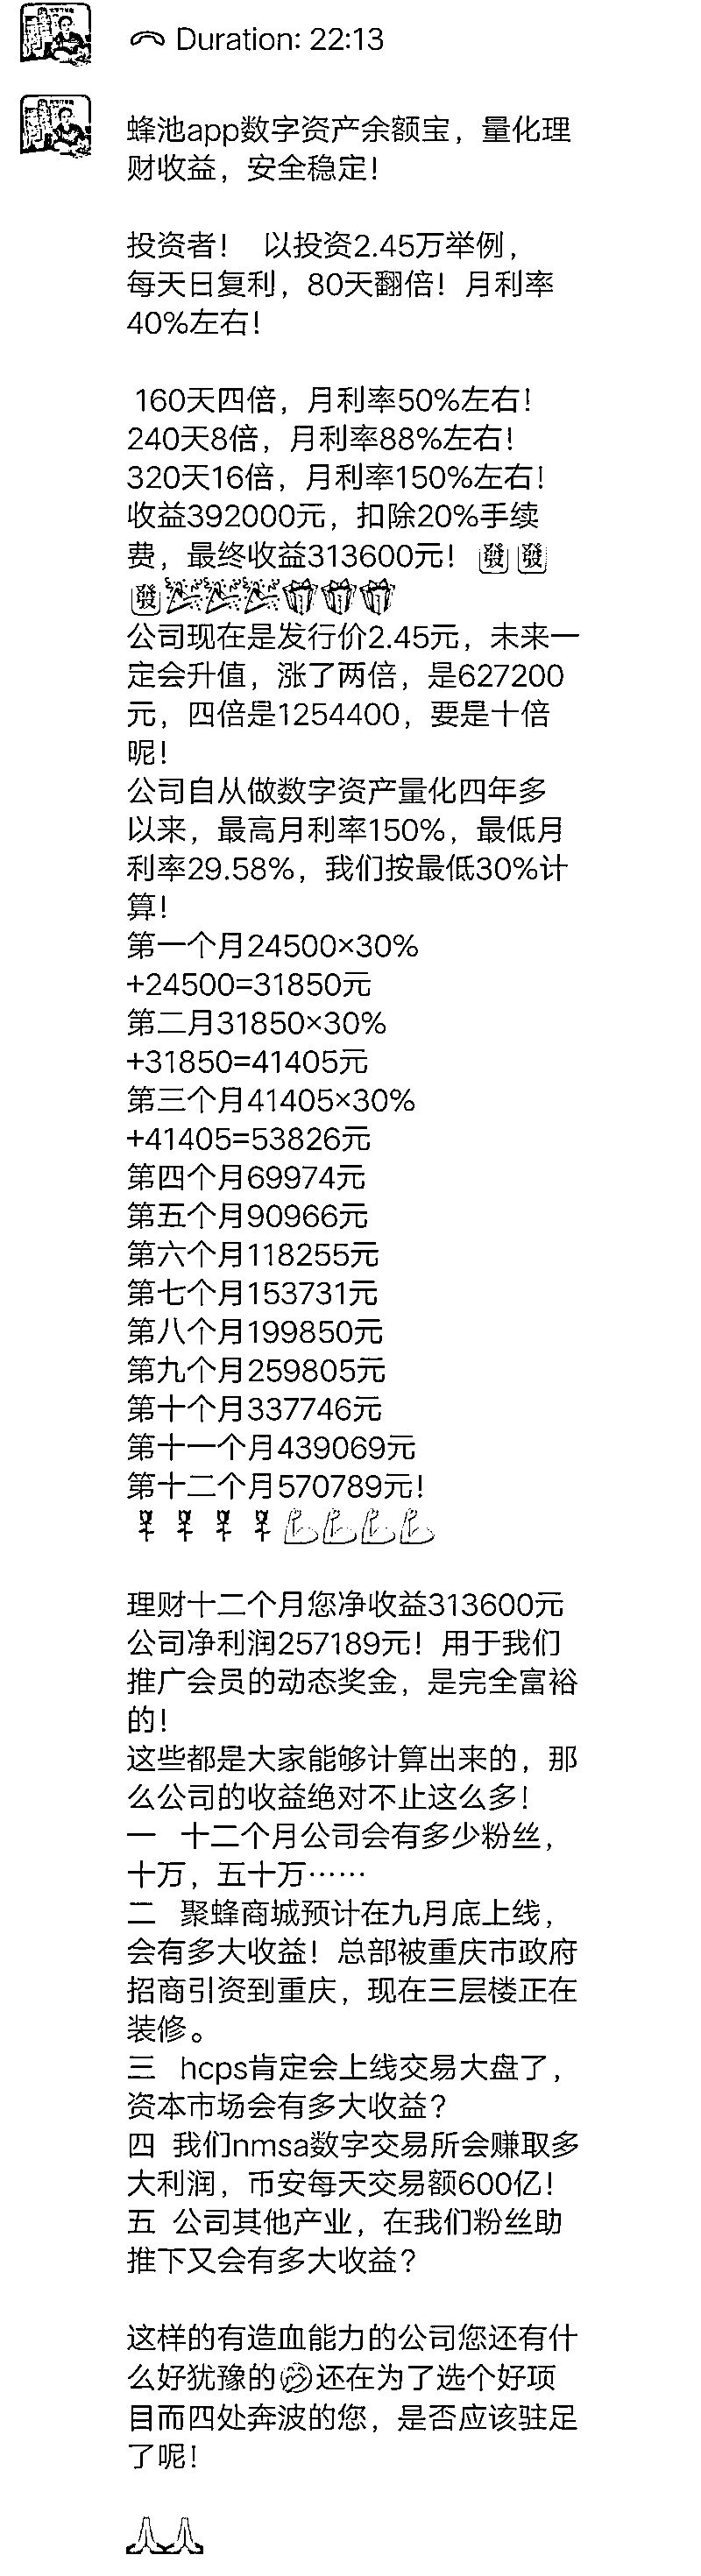 Duration: 22:13
蜂池app数字资产余额宝，量化理
财收益，安全稳定！
投资者！ 以投资2.45万举例，
每天日复利，80天翻倍！月利率
40%左右！
160天四倍，月利率50%左右！
240天8倍，月利率88%左右！
320天16倍，月利率150%左右！
收益392000元，扣除20%手续
费，最终收益313600元！🀅🀅
🀅🎉🎉🎉🎁🎁🎁
公司现在是发行价2.45元，未来一
定会升值，涨了两倍，是627200
元，四倍是1254400，要是十倍
呢！
公司自从做数字资产量化四年多
以来，最高月利率150%，最低月
利率29.58%，我们按最低30%计
算！
第一个月24500×30%
+24500=31850元
第二月31850×30%
+31850=41405元
第三个月41405×30%
+41405=53826元
第四个月69974元
第五个月90966元
第六个月118255元
第七个月153731元
第八个月199850元
第九个月259805元
第十个月337746元
第十一个月439069元
第十二个月570789元！
🌹🌹🌹🌹💪💪💪💪
理财十二个月您净收益313600元
公司净利润257189元！用于我们
推广会员的动态奖金，是完全富裕
的！
这些都是大家能够计算出来的，那
么公司的收益绝对不止这么多！
一 十二个月公司会有多少粉丝，
十万，五十万……
二 聚蜂商城预计在九月底上线，
会有多大收益！总部被重庆市政府
招商引资到重庆，现在三层楼正在
装修。
三 hcps肯定会上线交易大盘了，
资本市场会有多大收益？
四 我们nmsa数字交易所会赚取多
大利润，币安每天交易额600亿！
五 公司其他产业，在我们粉丝助
推下又会有多大收益？
这样的有造血能力的公司您还有什
么好犹豫的🤭还在为了选个好项
目而四处奔波的您，是否应该驻足
了呢！
🙏🙏